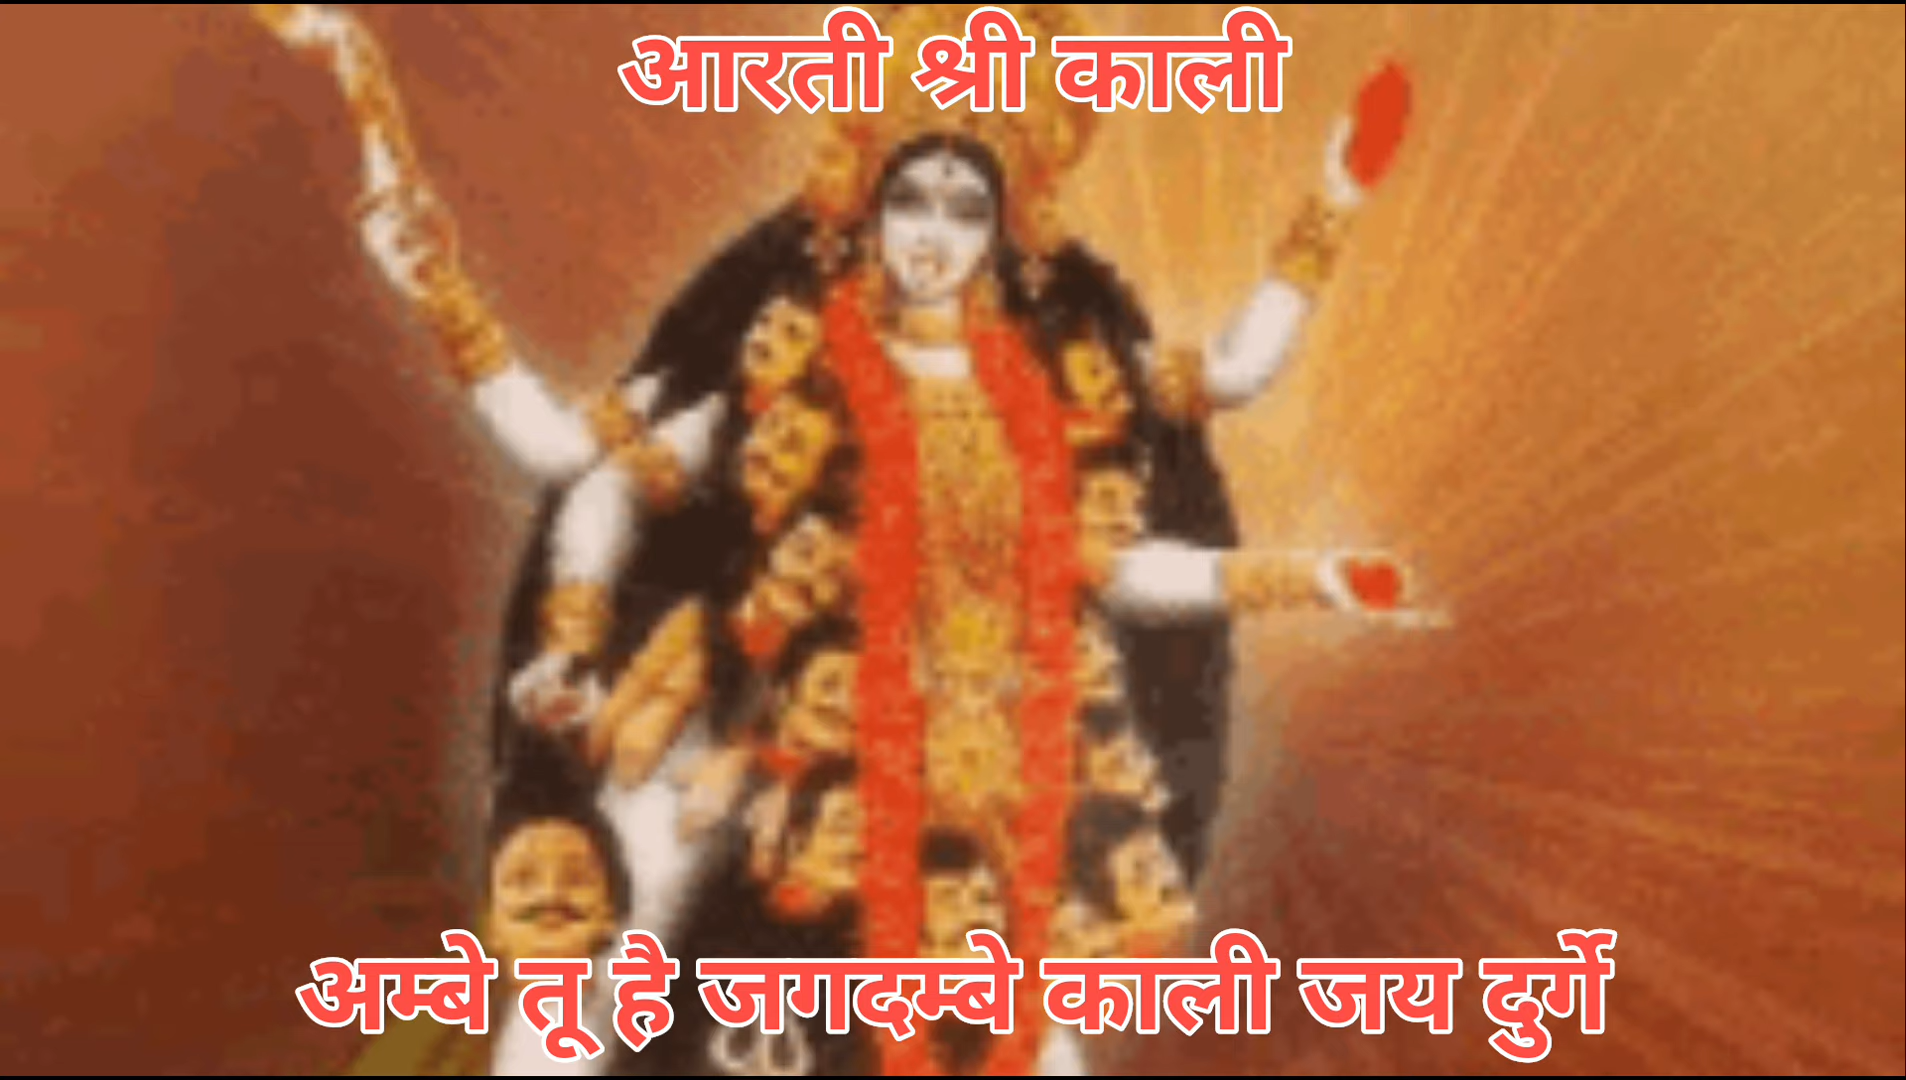 आरती श्री काली
अम्बे तू है जगदम्बे काली जय दुर्गे